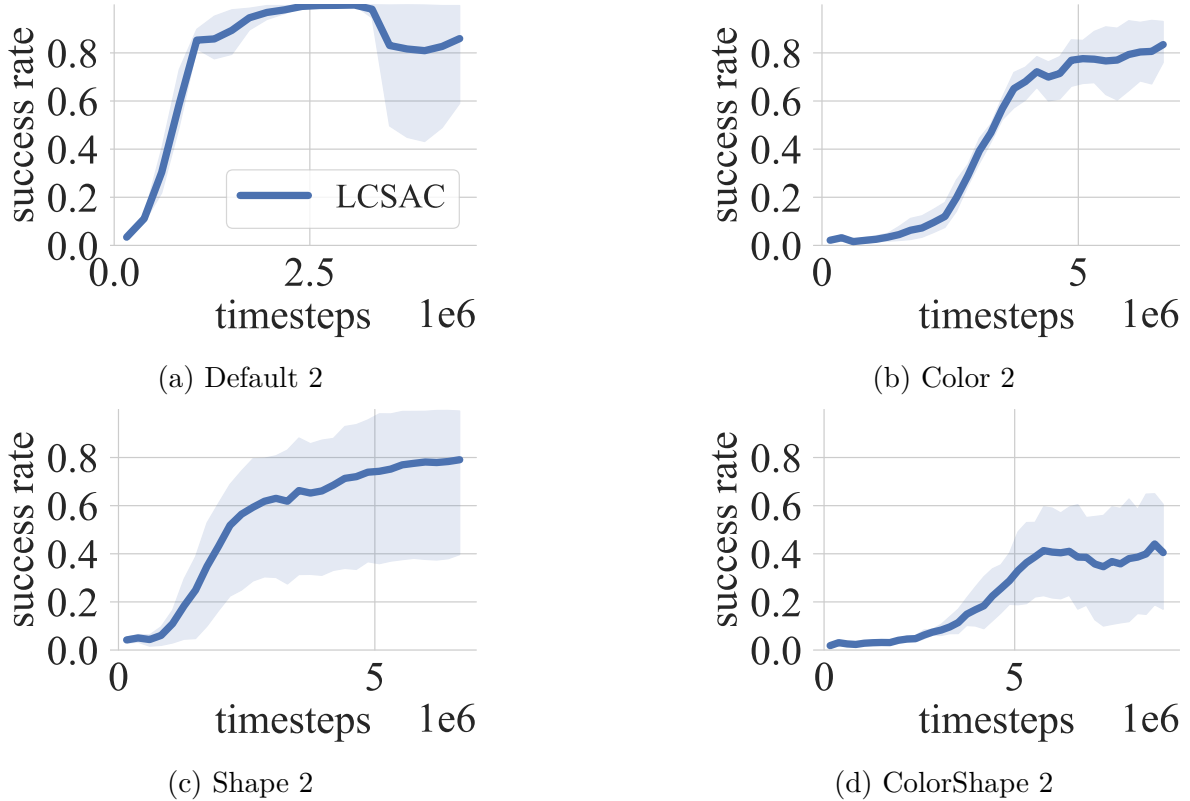 success rate
0.8
0.6
0.4
0.2
0.0
LCSAC
0.0 2.5
timesteps 1e6
(a) Default 2
success rate
0.8
0.6
0.4
0.2
0.0
0 5
timesteps 1e6
(b) Color 2
success rate
0.8
0.6
0.4
0.2
0.0
0 5
timesteps 1e6
(c) Shape 2
success rate
0.8
0.6
0.4
0.2
0.0
0 5
timesteps 1e6
(d) ColorShape 2